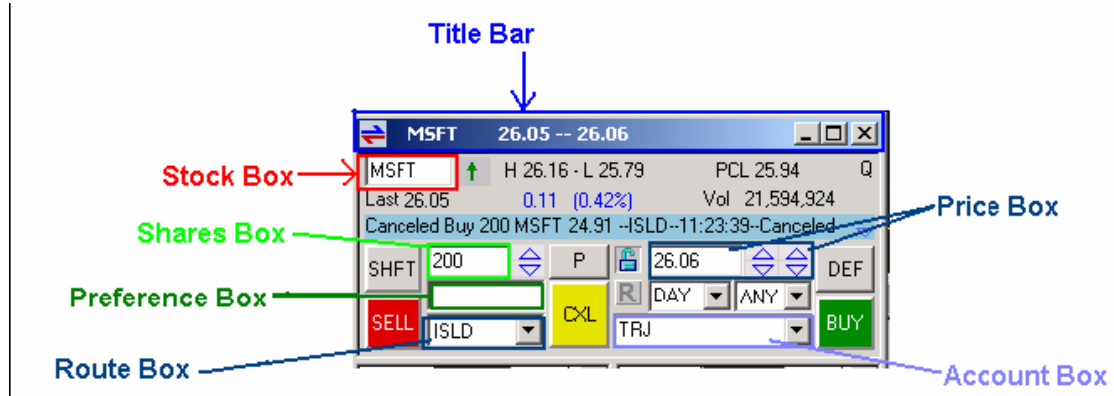 Title Bar
MSFT 26.05 -- 26.06
Stock Box
MSFT H 26.16 - L 25.79 PCL 25.94 Q
Last 26.05 0.11 (0.42%) Vol 21,594,924
Price Box
Canceled Buy 200 MSFT 24.91 --ISLD--11:23:39--Canceled
Shares Box
SHFT 200 P 26.06 DEF
Preference Box
R DAY ANY
SELL ISLD CXL TRJ BUY
Route Box
Account Box